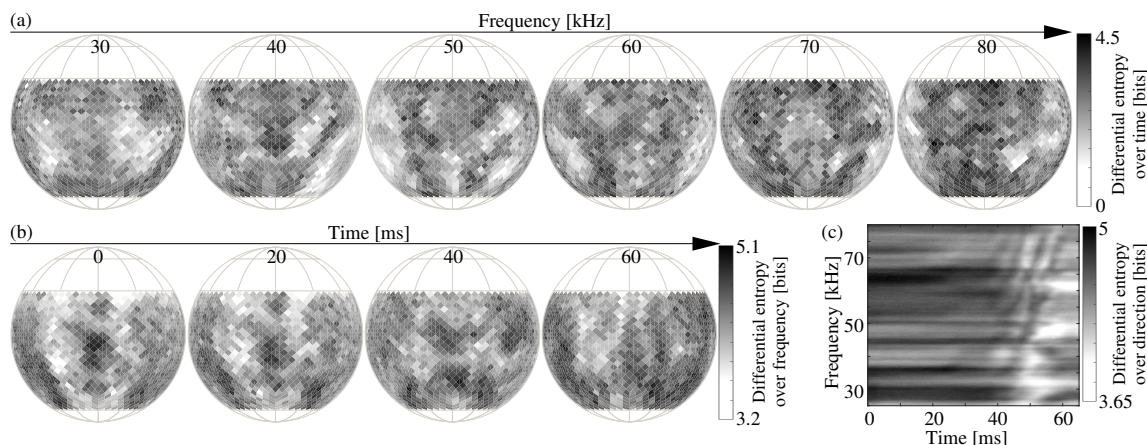 (a)
Frequency [kHz]
30 40 50 60 70 80
4.5
Differential entropy
over time [bits]
0
(b)
Time [ms]
0 20 40 60
5.1
Differential entropy
over frequency [bits]
3.2
(c)
70
50
30
Frequency [kHz]
0 20 40 60
Time [ms]
5
Differential entropy
over direction [bits]
3.65